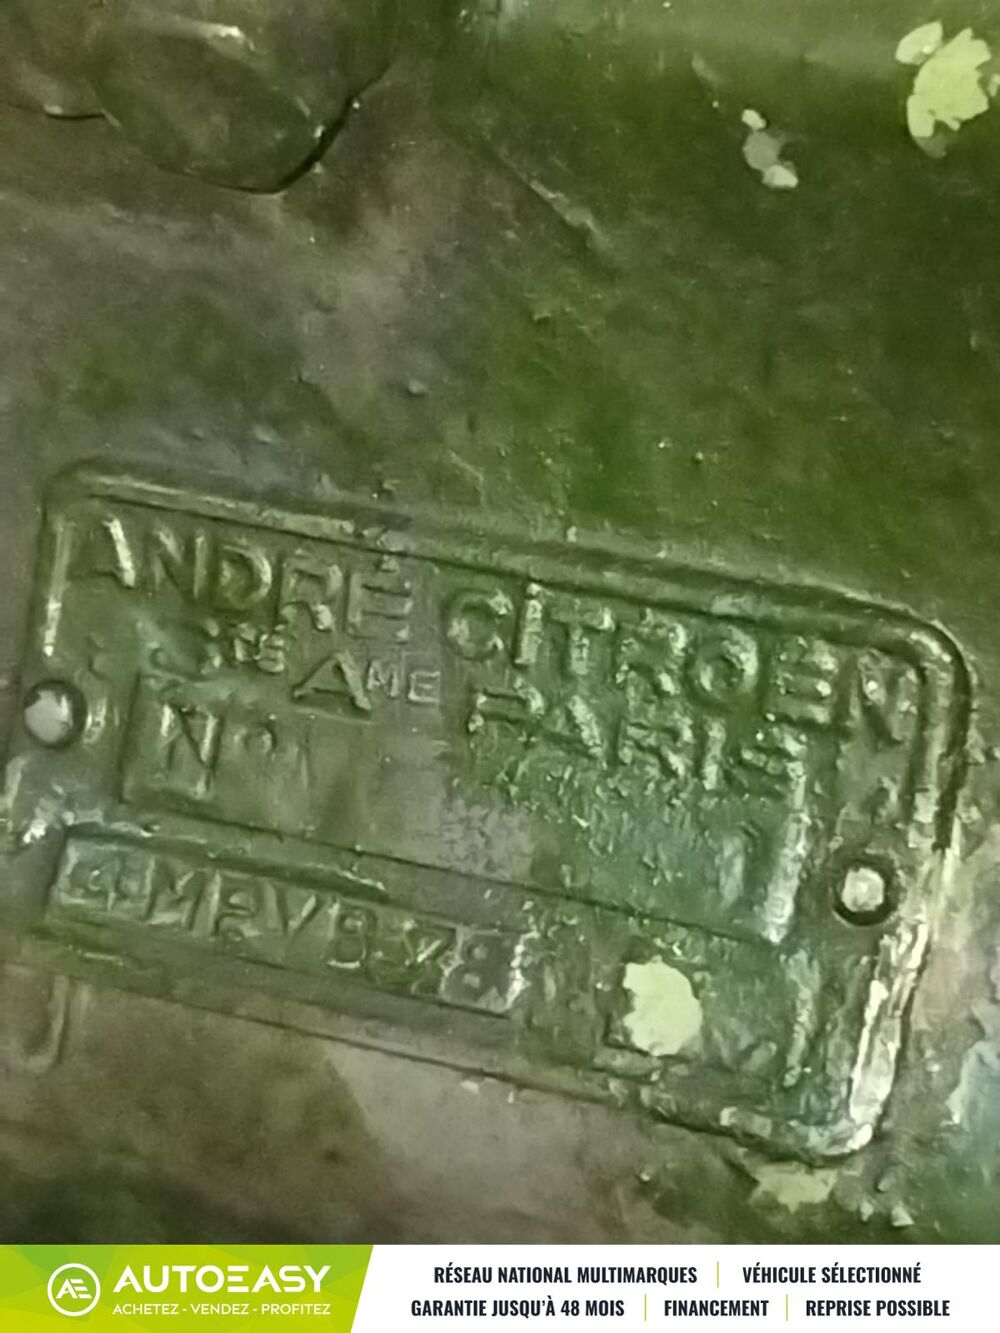 ANDRÉ CITROËN
STÉ AME PARIS
N°
AUTOEASY
ACHETEZ - VENDEZ - PROFITEZ
RÉSEAU NATIONAL MULTIMARQUES
VÉHICULE SÉLECTIONNÉ
GARANTIE JUSQU'À 48 MOIS
FINANCEMENT
REPRISE POSSIBLE